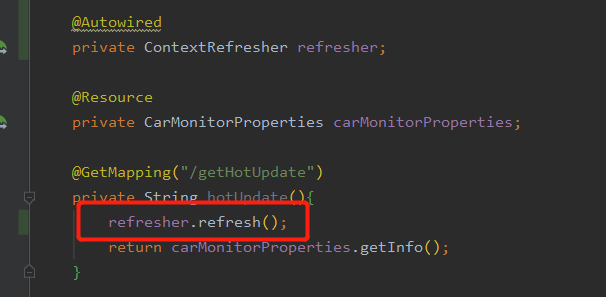 @Autowired
private ContextRefresher refresher;
@Resource
private CarMonitorProperties carMonitorProperties;
@GetMapping("/getHotUpdate")
private String hotUpdate(){
refresher.refresh();
return carMonitorProperties.getInfo();
}